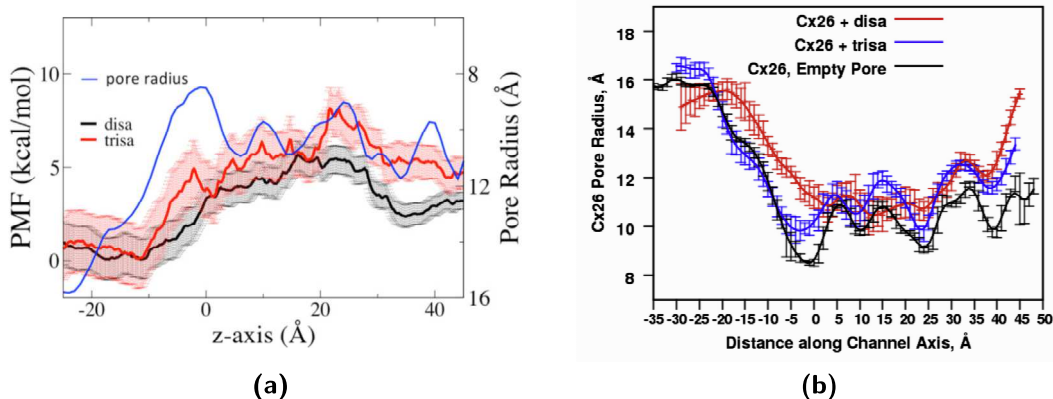 PMF (kcal/mol)
10
5
0
pore radius
disa
trisa
8
12
16
Pore Radius (Å)
-20 0 20 40
z-axis (Å)
(a)
Cx26 Pore Radius, Å
18
16
14
12
10
8
Cx26 + disa
Cx26 + trisa
Cx26, Empty Pore
-35 -30 -25 -20 -15 -10 -5 0 5 10 15 20 25 30 35 40 45 50
Distance along Channel Axis, Å
(b)